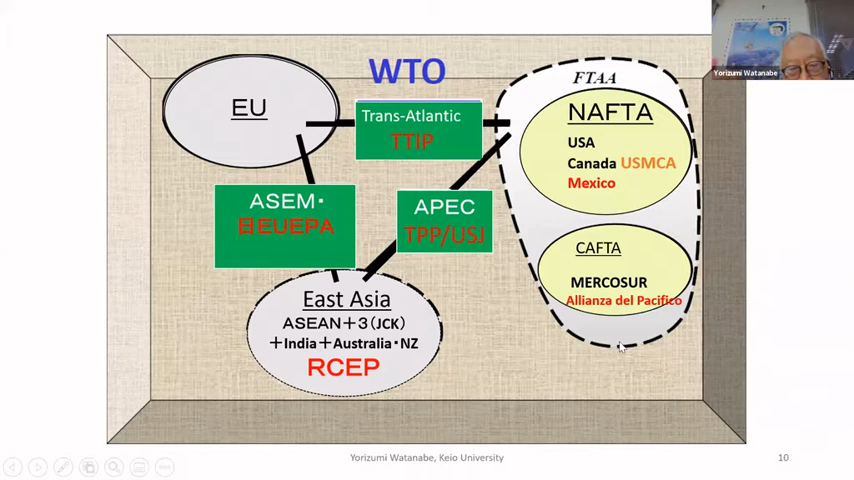 Yorizumi Watanabe
WTO
EU
Trans-Atlantic
TTIP
FTAA
NAFTA
USA
Canada USMCA
Mexico
ASEM・
日EUEPA
APEC
TPP/USJ
CAFTA
MERCOSUR
Allianza del Pacifico
East Asia
ASEAN＋3（JCK）
＋India＋Australia・NZ
RCEP
Yorizumi Watanabe, Keio University
10